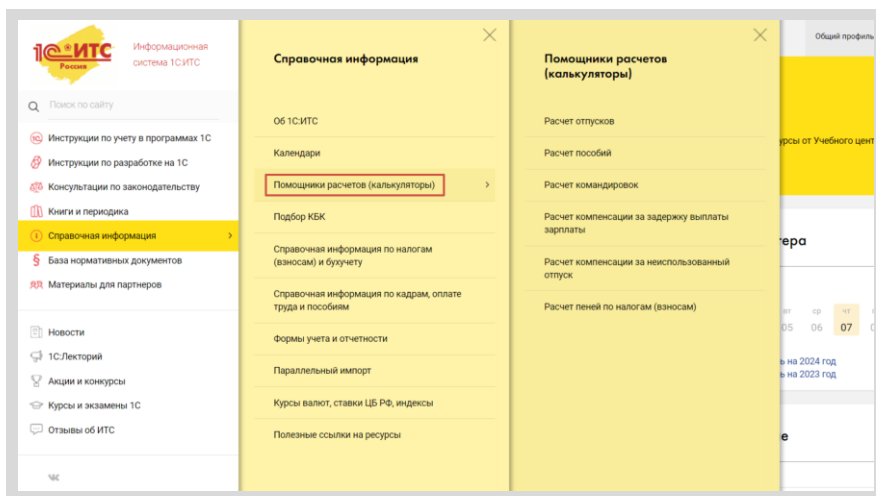 1С:ИТС
Россия
Информационная
система 1С:ИТС
Поиск по сайту
1С Инструкции по учету в программах 1С
Инструкции по разработке на 1С
Консультации по законодательству
Книги и периодика
Справочная информация
§ База нормативных документов
Материалы для партнеров
Новости
1С:Лекторий
Акции и конкурсы
Курсы и экзамены 1С
Отзывы об ИТС
Справочная информация
Об 1С:ИТС
Календари
Помощники расчетов (калькуляторы)
Подбор КБК
Справочная информация по налогам
(взносам) и бухучету
Справочная информация по кадрам, оплате
труда и пособиям
Формы учета и отчетности
Параллельный импорт
Курсы валют, ставки ЦБ РФ, индексы
Полезные ссылки на ресурсы
Помощники расчетов
(калькуляторы)
Расчет отпусков
Расчет пособий
Расчет командировок
Расчет компенсации за задержку выплаты
зарплаты
Расчет компенсации за неиспользованный
отпуск
Расчет пеней по налогам (взносам)
Общий профиль
урсы от Учебного цент
тера
вт ср чт
05 06 07
ь на 2024 год
ь на 2023 год
е